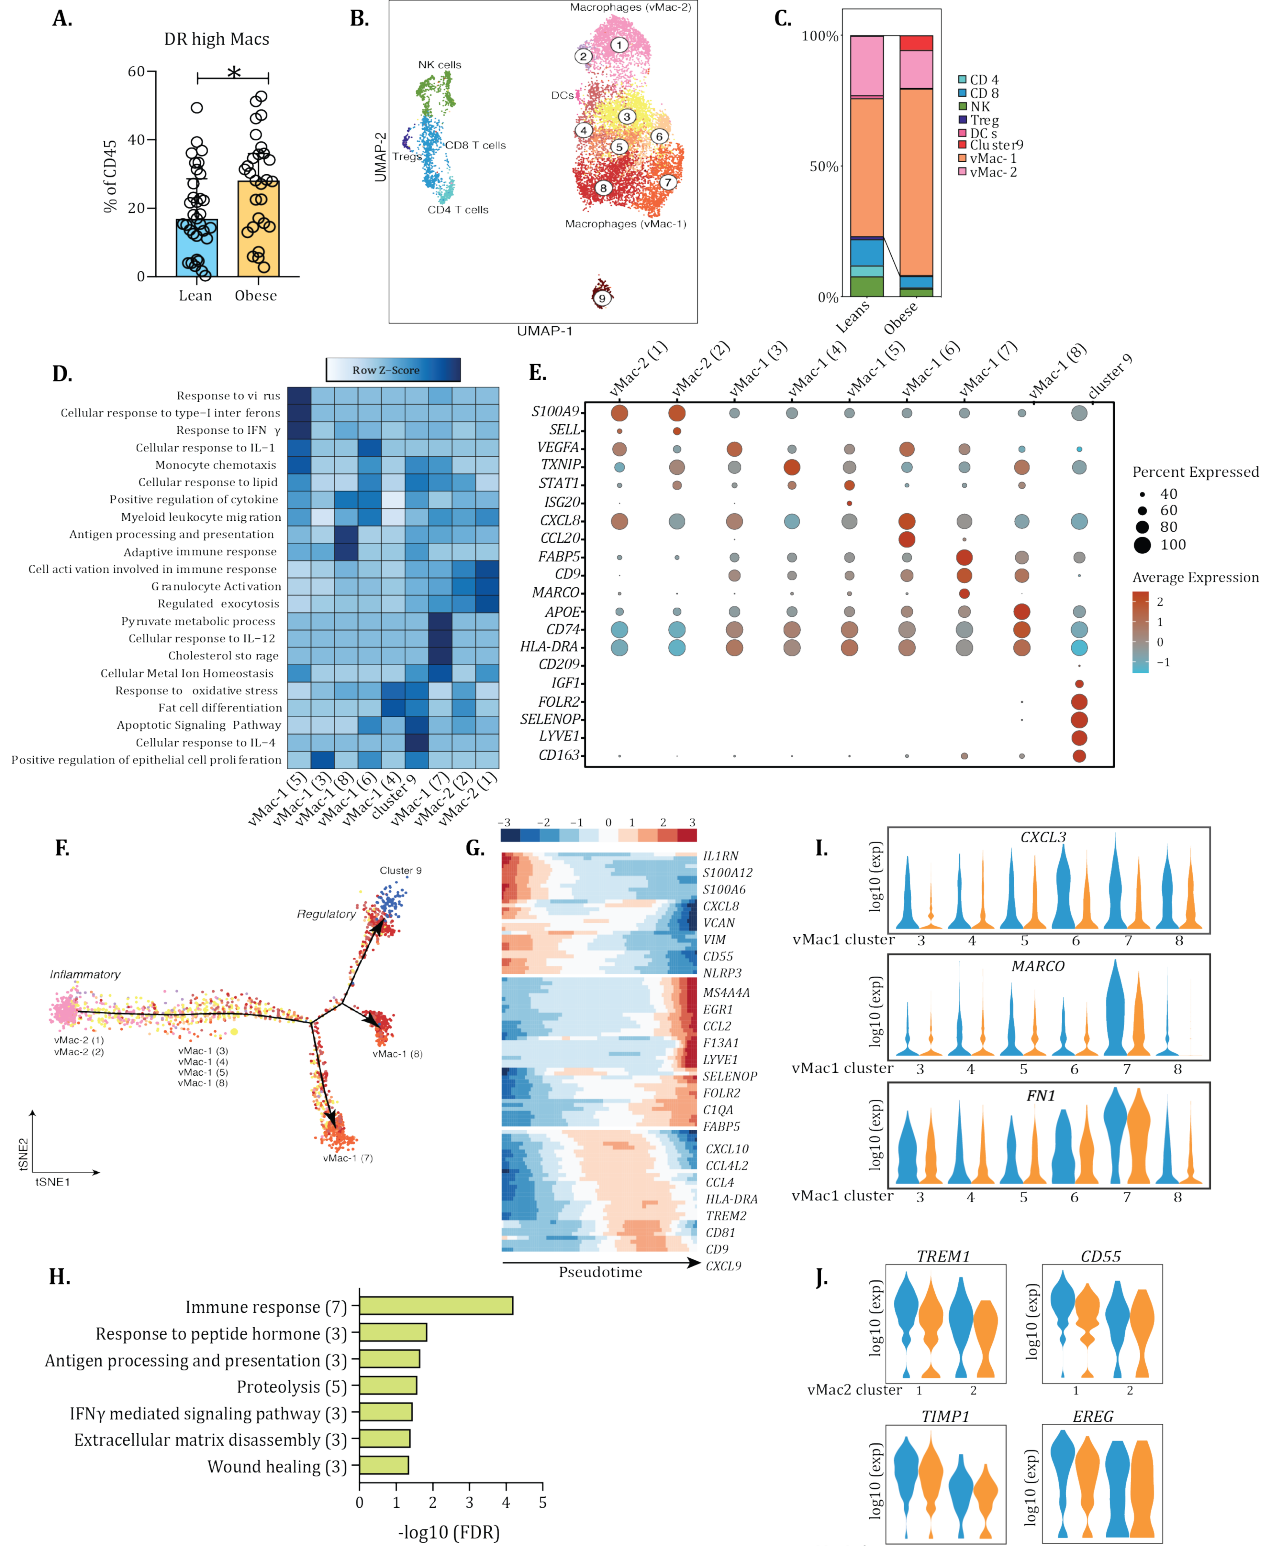 A.
DR high Macs
*
60
40
20
0
% of CD45
Lean
Obese
B.
Macrophages (vMac-2)
1
2
NK cells
DCs
3
4
5
6
7
8
CD8 T cells
Tregs
CD4 T cells
Macrophages (vMac-1)
9
UMAP-2
UMAP-1
C.
100%
50%
0%
Leans
Obese
CD 4
CD 8
NK
Treg
DC s
Cluster9
vMac-1
vMac-2
D.
Row Z-Score
Response to vi rus
Cellular response to type-I inter ferons
Response to IFN γ
Cellular response to IL-1
Monocyte chemotaxis
Cellular response to lipid
Positive regulation of cytokine
Myeloid leukocyte migration
Antigen processing and presentation
Adaptive immune response
Cell acti vation involved in immune response
Granulocyte Activation
Regulated exocytosis
Pyruvate metabolic process
Cellular response to IL-12
Cholesterol sto rage
Cellular Metal Ion Homeostasis
Response to oxidative stress
Fat cell differentiation
Apoptotic Signaling Pathway
Cellular response to IL-4
Positive regulation of epithelial cell proli feration
vMac-1 (5)
vMac-1 (3)
vMac-1 (8)
vMac-1 (6)
vMac-1 (4)
cluster 9
vMac-1 (7)
vMac-2 (2)
vMac-2 (1)
E.
vMac-2 (1)
vMac-2 (2)
vMac-1 (3)
vMac-1 (4)
vMac-1 (5)
vMac-1 (6)
vMac-1 (7)
vMac-1 (8)
cluster 9
S100A9
SELL
VEGFA
TXNIP
STAT1
ISG20
CXCL8
CCL20
FABP5
CD9
MARCO
APOE
CD74
HLA-DRA
CD209
IGF1
FOLR2
SELENOP
LYVE1
CD163
Percent Expressed
40
60
80
100
Average Expression
2
1
0
−1
F.
Cluster 9
Regulatory
Inflammatory
vMac-2 (1)
vMac-2 (2)
vMac-1 (3)
vMac-1 (4)
vMac-1 (5)
vMac-1 (8)
vMac-1 (8)
vMac-1 (7)
tSNE2
tSNE1
G.
−3 −2 −1 0 1 2 3
IL1RN
S100A12
S100A6
CXCL8
VCAN
VIM
CD55
NLRP3
MS4A4A
EGR1
CCL2
F13A1
LYVE1
SELENOP
FOLR2
C1QA
FABP5
CXCL10
CCL4L2
CCL4
HLA-DRA
TREM2
CD81
CD9
CXCL9
Pseudotime
H.
Immune response (7)
Response to peptide hormone (3)
Antigen processing and presentation (3)
Proteolysis (5)
IFNγ mediated signaling pathway (3)
Extracellular matrix disassembly (3)
Wound healing (3)
0 1 2 3 4 5
-log10 (FDR)
I.
CXCL3
log10 (exp)
vMac1 cluster 3 4 5 6 7 8
MARCO
log10 (exp)
vMac1 cluster 3 4 5 6 7 8
FN1
log10 (exp)
vMac1 cluster 3 4 5 6 7 8
J.
TREM1
log10 (exp)
vMac2 cluster 1 2
CD55
log10 (exp)
1 2
TIMP1
log10 (exp)
EREG
log10 (exp)